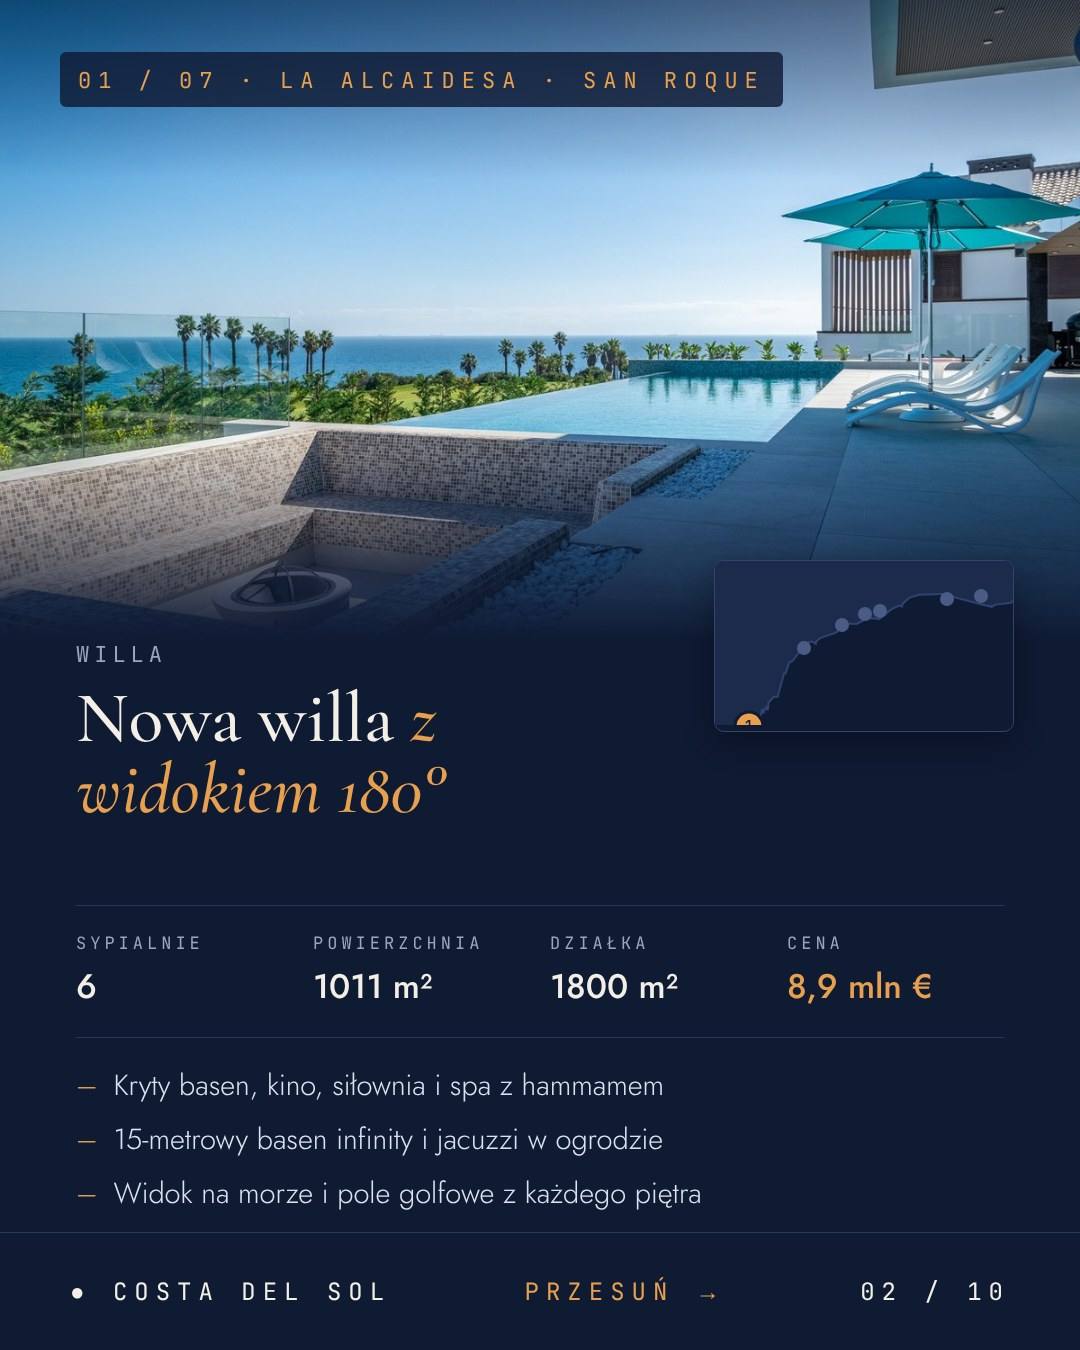 01 / 07 · LA ALCAIDESA · SAN ROQUE
WILLA
Nowa willa z
widokiem 180°
1
SYPIALNIE POWIERZCHNIA DZIAŁKA CENA
6 1011 m² 1800 m² 8,9 mln €
— Kryty basen, kino, siłownia i spa z hammamem
— 15-metrowy basen infinity i jacuzzi w ogrodzie
— Widok na morze i pole golfowe z każdego piętra
• COSTA DEL SOL PRZESUŃ → 02 / 10